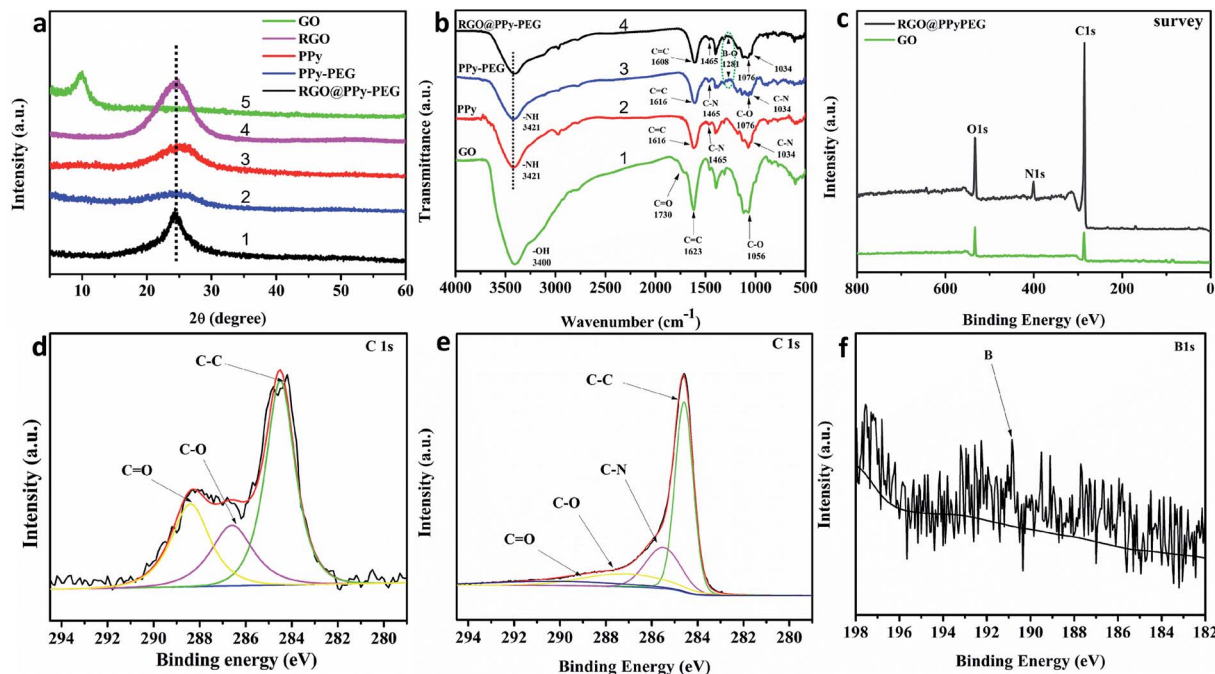 a
GO
RGO
PPy
PPy-PEG
RGO@PPy-PEG
5
4
3
2
1
Intensity (a.u.)
10 20 30 40 50 60
2θ (degree)
b
RGO@PPy-PEG
4
C=C
1608
1465
B-O
1281
1076
1034
PPy-PEG
3
-NH
3421
C=C
1616
C-N
1465
C-O
1076
C-N
1034
PPy
2
-NH
3421
C=C
1616
C-N
1465
C-N
1034
GO
1
C=O
1730
-OH
3400
C=C
1623
C-O
1056
Transmittance (a.u.)
4000 3500 3000 2500 2000 1500 1000 500
Wavenumber (cm-1)
c
RGO@PPyPEG
GO
survey
C1s
O1s
N1s
Intensity (a.u.)
800 600 400 200 0
Binding Energy (eV)
d
C 1s
C-C
C-O
C=O
Intensity (a.u.)
294 292 290 288 286 284 282 280
Binding energy (eV)
e
C 1s
C-C
C-N
C-O
C=O
Intensity (a.u.)
294 292 290 288 286 284 282 280
Binding Energy (eV)
f
B1s
B
Intensity (a.u.)
198 196 194 192 190 188 186 184 182
Binding Energy (eV)